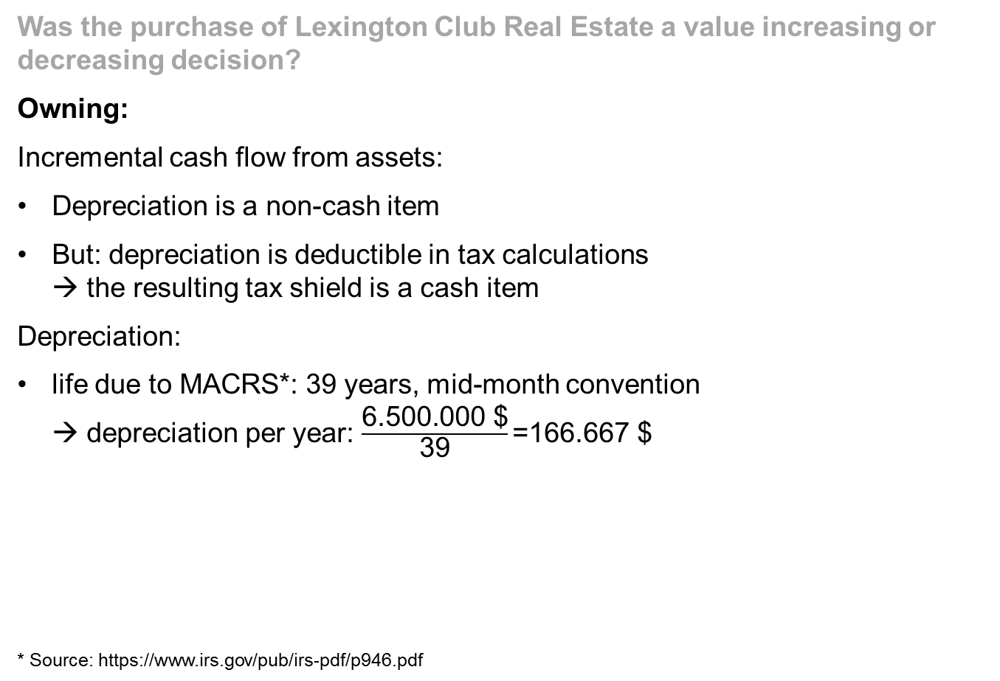 Was the purchase of Lexington Club Real Estate a value increasing or
decreasing decision?
Owning:
Incremental cash flow from assets:
• Depreciation is a non-cash item
• But: depreciation is deductible in tax calculations
→ the resulting tax shield is a cash item
Depreciation:
• life due to MACRS*: 39 years, mid-month convention
6.500.000 $
→ depreciation per year: =166.667 $
39
* Source: https://www.irs.gov/pub/irs-pdf/p946.pdf